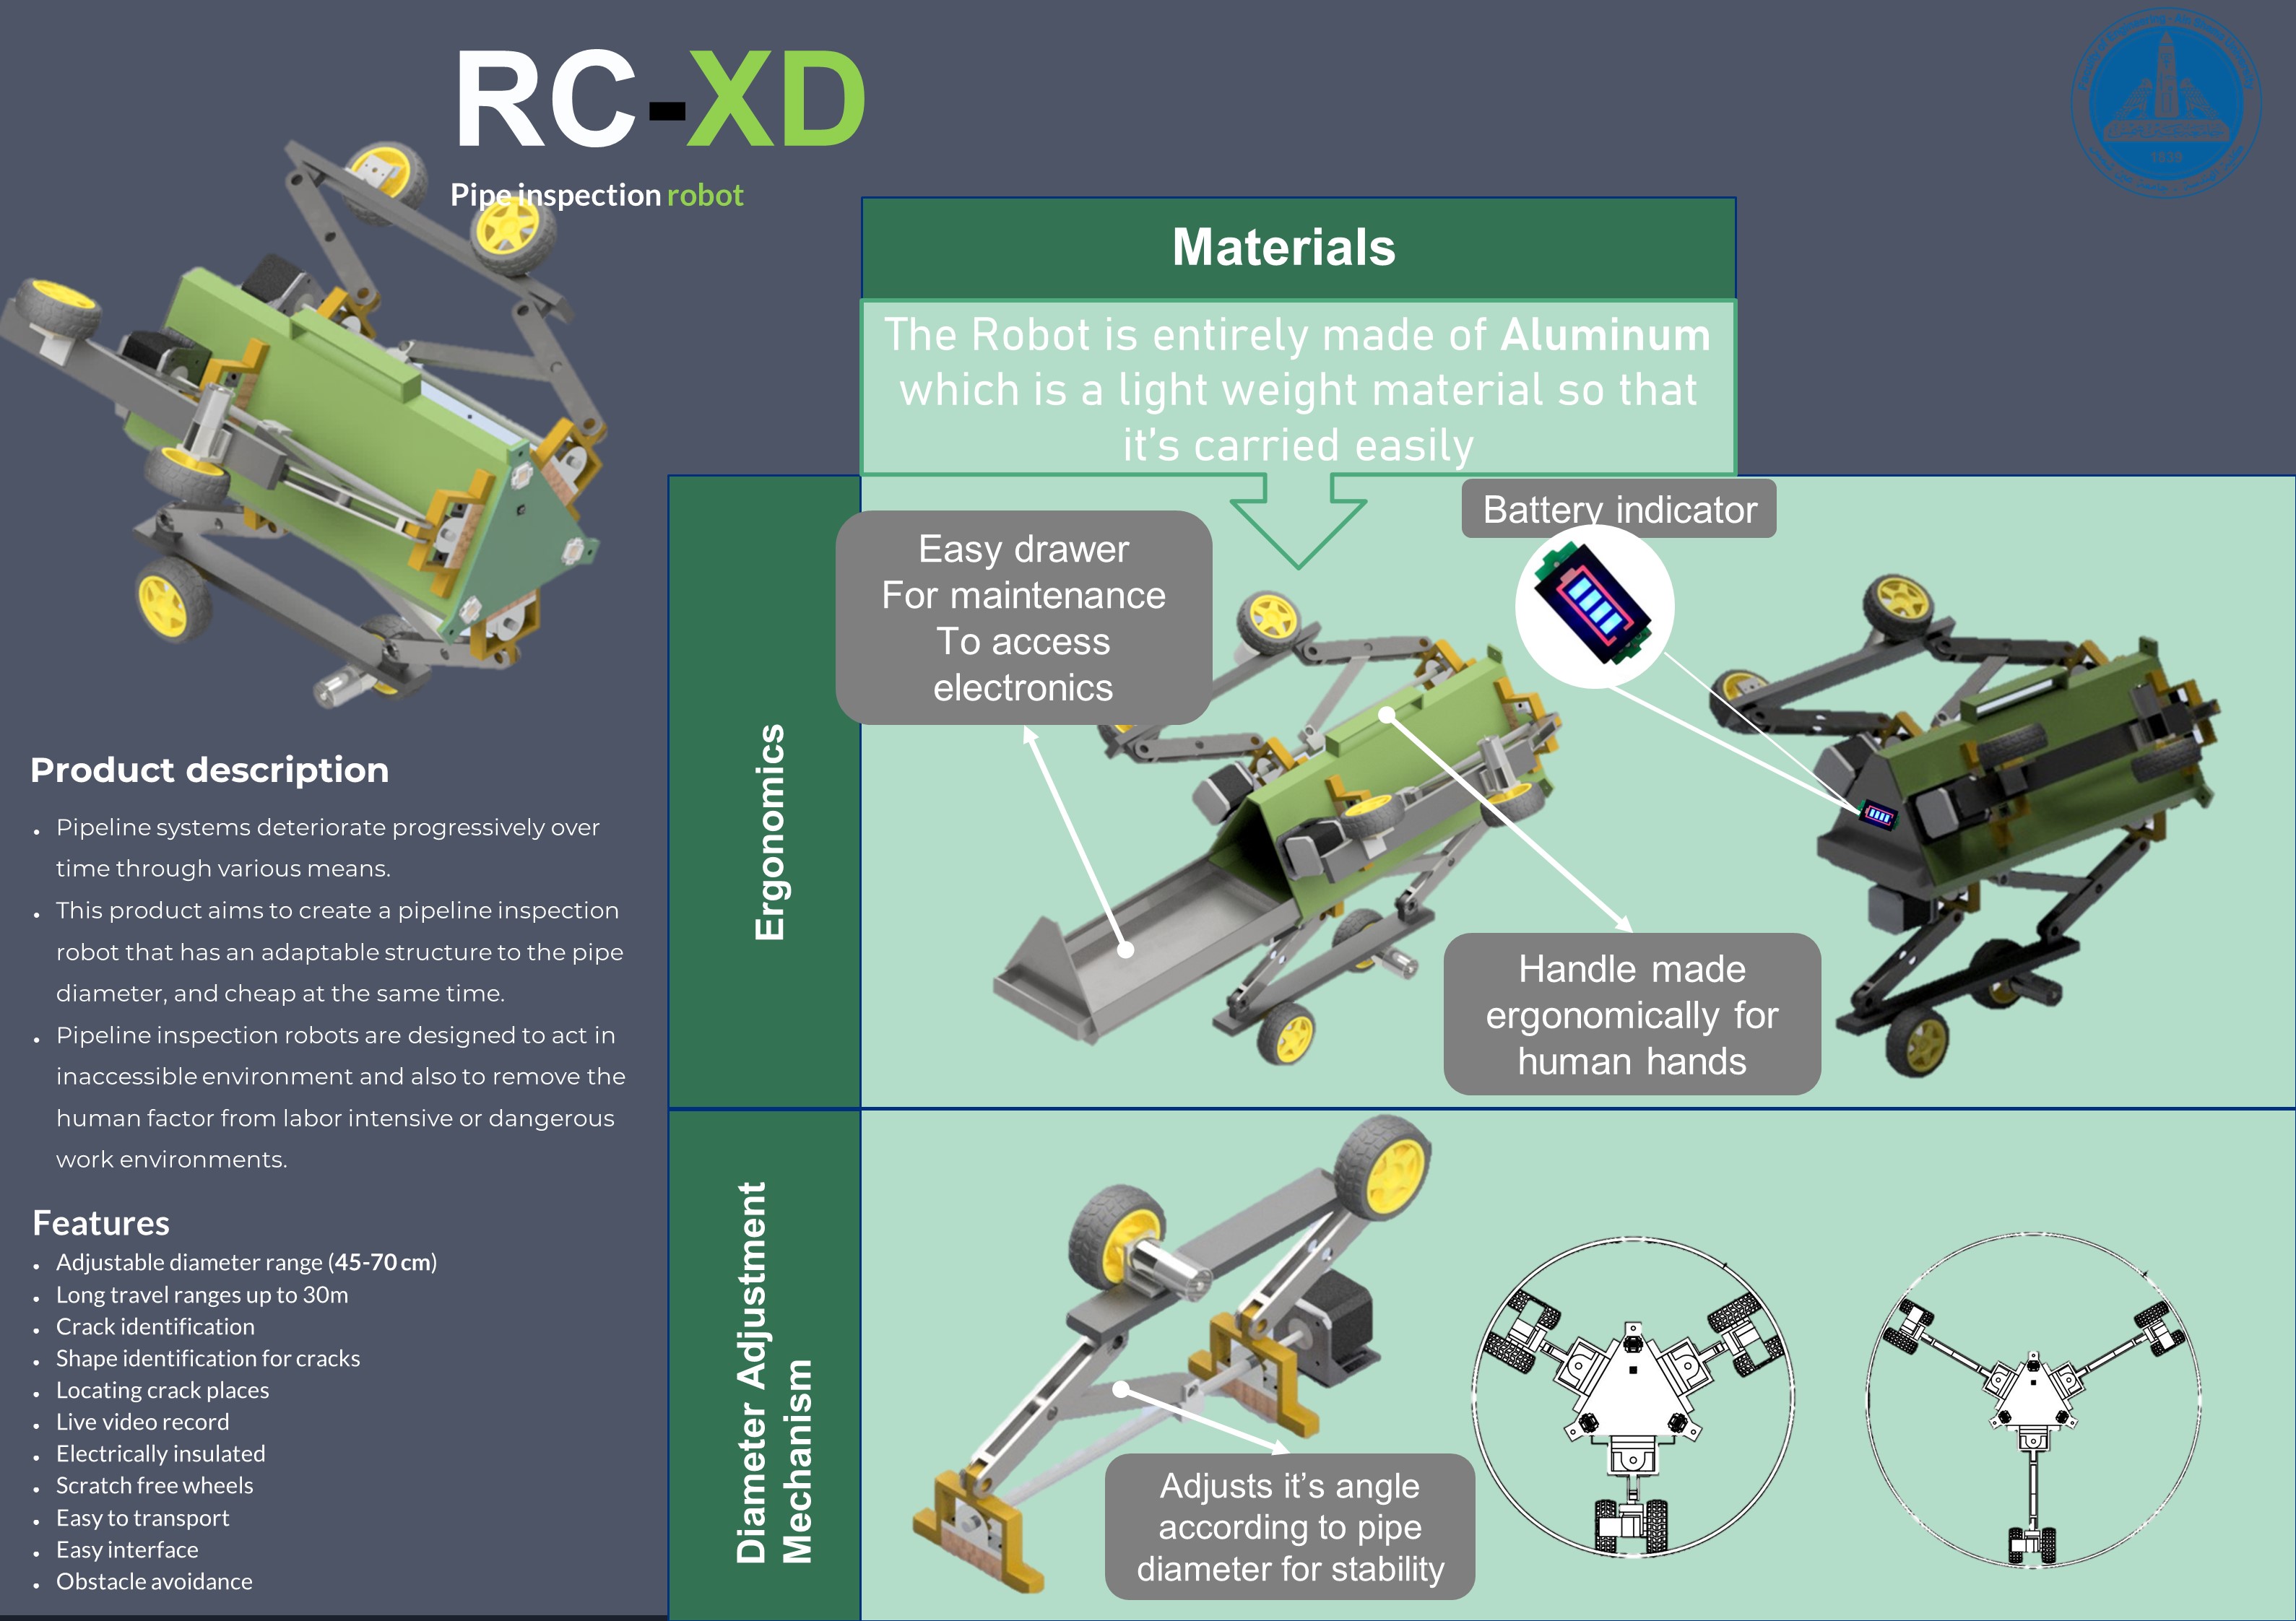 RC-XD
Pipe inspection robot
Faculty of Engineering - Ain Shams University
1839
Materials
The Robot is entirely made of Aluminum
which is a light weight material so that
it’s carried easily
Ergonomics
Easy drawer
For maintenance
To access
electronics
Battery indicator
Handle made
ergonomically for
human hands
Product description
• Pipeline systems deteriorate progressively over
time through various means.
• This product aims to create a pipeline inspection
robot that has an adaptable structure to the pipe
diameter, and cheap at the same time.
• Pipeline inspection robots are designed to act in
inaccessible environment and also to remove the
human factor from labor intensive or dangerous
work environments.
Features
• Adjustable diameter range (45-70 cm)
• Long travel ranges up to 30m
• Crack identification
• Shape identification for cracks
• Locating crack places
• Live video record
• Electrically insulated
• Scratch free wheels
• Easy to transport
• Easy interface
• Obstacle avoidance
Diameter Adjustment
Mechanism
Adjusts it’s angle
according to pipe
diameter for stability